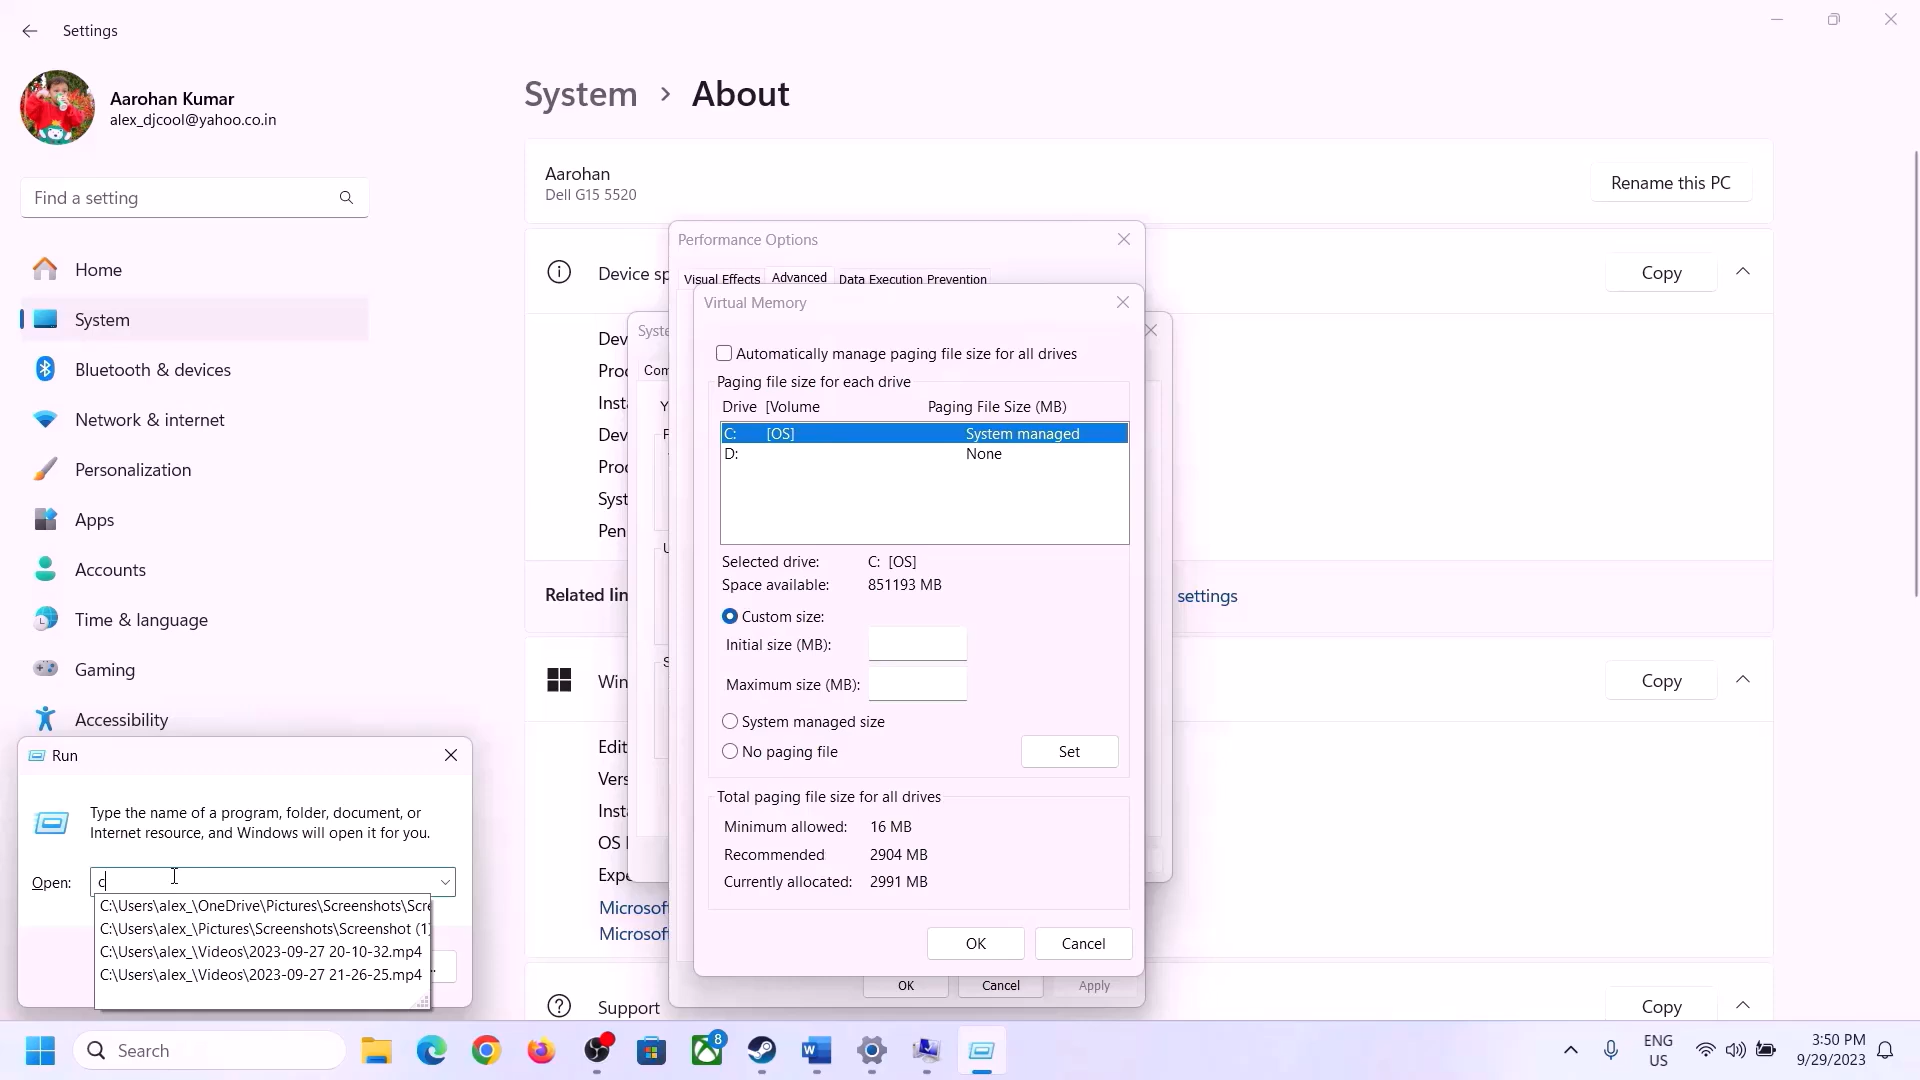 Settings
Aarohan Kumar
alex_djcool@yahoo.co.in
Find a setting
Home
System
Bluetooth & devices
Network & internet
Personalization
Apps
Accounts
Time & language
Gaming
Accessibility
System > About
Aarohan
Dell G15 5520
Rename this PC
Device sp
Copy
Related lin
settings
Copy
Support
Copy
Performance Options
Visual Effects Advanced Data Execution Prevention
OK Cancel Apply
Virtual Memory
Automatically manage paging file size for all drives
Paging file size for each drive
Drive [Volume Paging File Size (MB)
C: [OS] System managed
D: None
Selected drive: C: [OS]
Space available: 851193 MB
Custom size:
Initial size (MB):
Maximum size (MB):
System managed size
No paging file
Set
Total paging file size for all drives
Minimum allowed: 16 MB
Recommended 2904 MB
Currently allocated: 2991 MB
OK Cancel
Run
Type the name of a program, folder, document, or
Internet resource, and Windows will open it for you.
Open: c
C:\Users\alex_\OneDrive\Pictures\Screenshots\Scre
C:\Users\alex_\Pictures\Screenshots\Screenshot (1)
C:\Users\alex_\Videos\2023-09-27 20-10-32.mp4
C:\Users\alex_\Videos\2023-09-27 21-26-25.mp4
Search
8
ENG
US
3:50 PM
9/29/2023